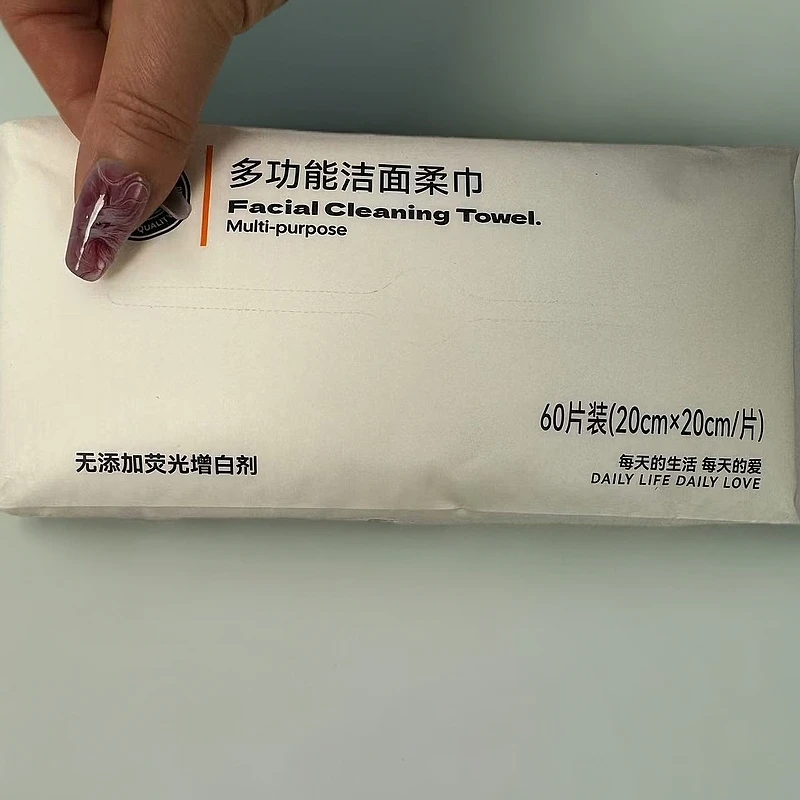 多功能洁面柔巾
Facial Cleaning Towel.
Multi-purpose
QUALIT
60片装(20cm×20cm/片)
无添加荧光增白剂
每天的生活 每天的爱
DAILY LIFE DAILY LOVE